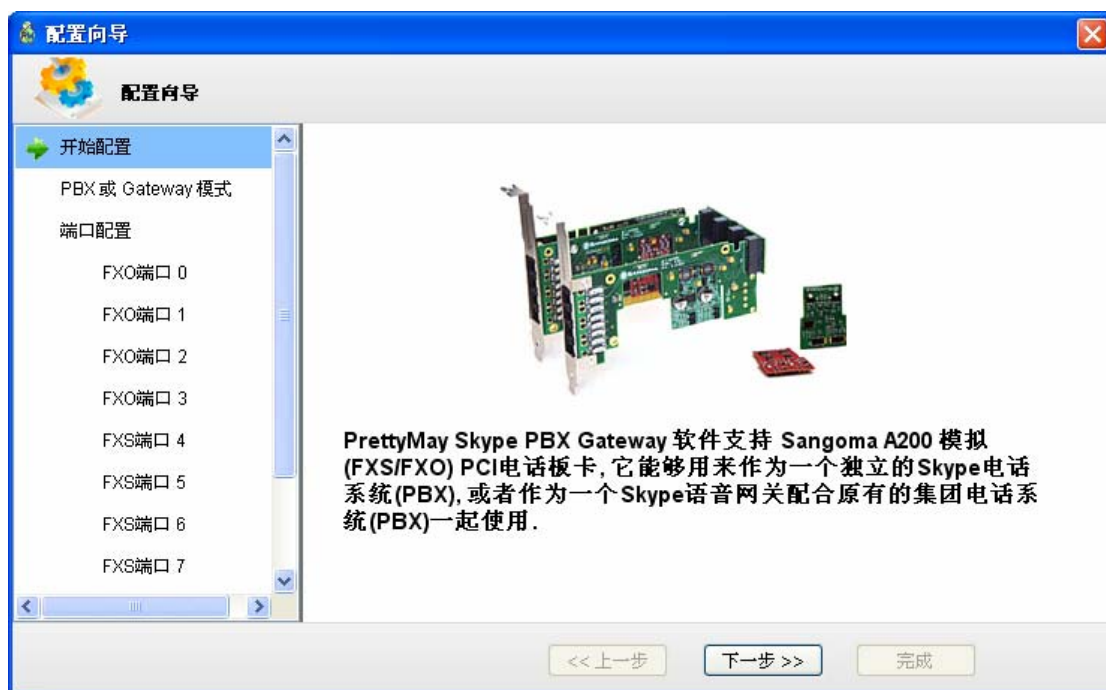 配置向导
配置向导
开始配置
PBX 或 Gateway 模式
端口配置
FXO端口 0
FXO端口 1
FXO端口 2
FXO端口 3
FXS端口 4
FXS端口 5
FXS端口 6
FXS端口 7
PrettyMay Skype PBX Gateway 软件支持 Sangoma A200 模拟
(FXS/FXO) PCI电话板卡, 它能够用来作为一个独立的Skype电话
系统(PBX), 或者作为一个Skype语音网关配合原有的集团电话系
统(PBX)一起使用.
<< 上一步
下一步 >>
完成